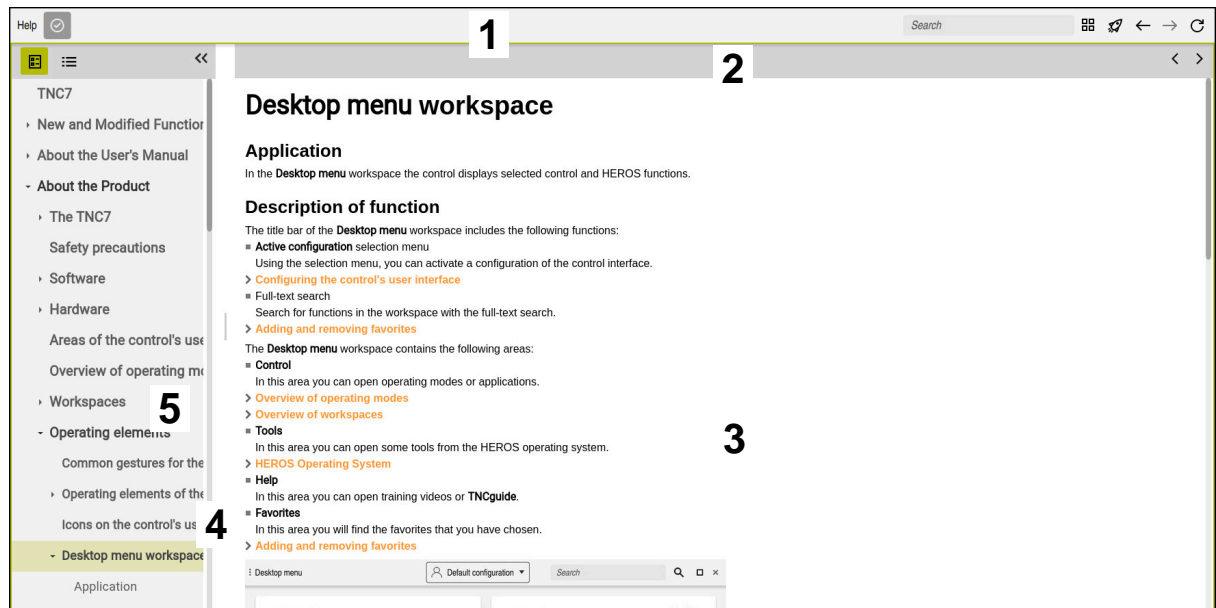 Help
1
Search
2
TNC7
New and Modified Function
About the User's Manual
About the Product
The TNC7
Safety precautions
Software
Hardware
Areas of the control's use
Overview of operating mo
Workspaces
5
Operating elements
Common gestures for the
Operating elements of the
Icons on the control's us
4
Desktop menu workspace
Application
Desktop menu workspace
Application
In the Desktop menu workspace the control displays selected control and HEROS functions.
Description of function
The title bar of the Desktop menu workspace includes the following functions:
Active configuration selection menu
Using the selection menu, you can activate a configuration of the control interface.
Configuring the control's user interface
Full-text search
Search for functions in the workspace with the full-text search.
Adding and removing favorites
The Desktop menu workspace contains the following areas:
Control
In this area you can open operating modes or applications.
Overview of operating modes
Overview of workspaces
3
Tools
In this area you can open some tools from the HEROS operating system.
HEROS Operating System
Help
In this area you can open training videos or TNCguide.
Favorites
In this area you will find the favorites that you have chosen.
Adding and removing favorites
Desktop menu
Default configuration
Search